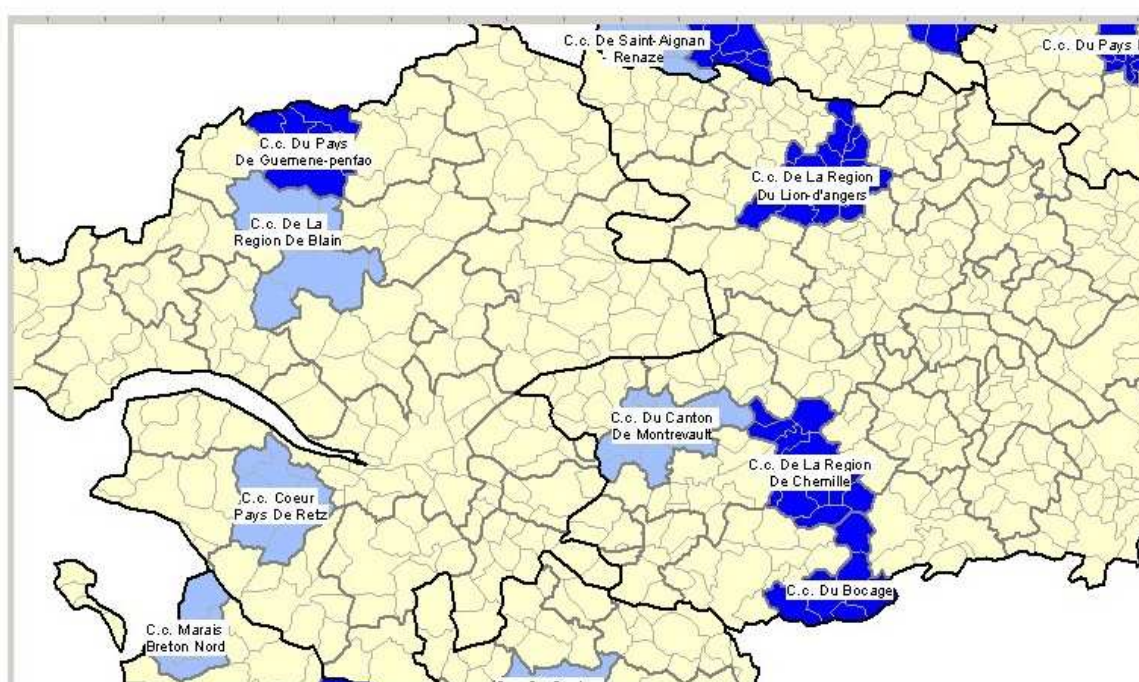 C.c. De Saint-Aignan
- Renaze
C.c. Du Pays
C.c. Du Pays
De Guemene-penfao
C.c. De La Region
Du Lion-d'angers
C.c. De La
Region De Blain
C.c. Du Canton
De Montrevault
C.c. De La Region
De Chemille
C.c. Coeur
Pays De Retz
C.c. Du Bocage
C.c. Marais
Breton Nord